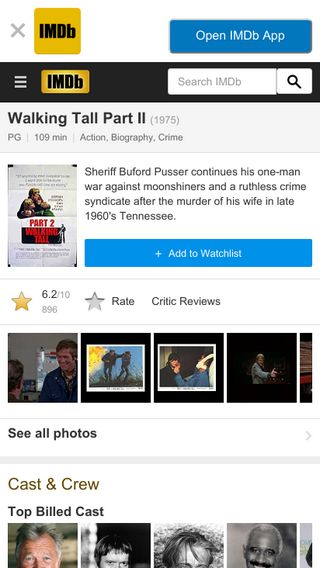 IMDb
Open IMDb App
IMDb
Search IMDb
Walking Tall Part II (1975)
PG | 109 min | Action, Biography, Crime
Sheriff Buford Pusser continues his one-man
war against moonshiners and a ruthless crime
syndicate after the murder of his wife in late
1960's Tennessee.
PART 2
WALKING
TALL
+ Add to Watchlist
6.2/10
896
Rate
Critic Reviews
See all photos
Cast & Crew
Top Billed Cast